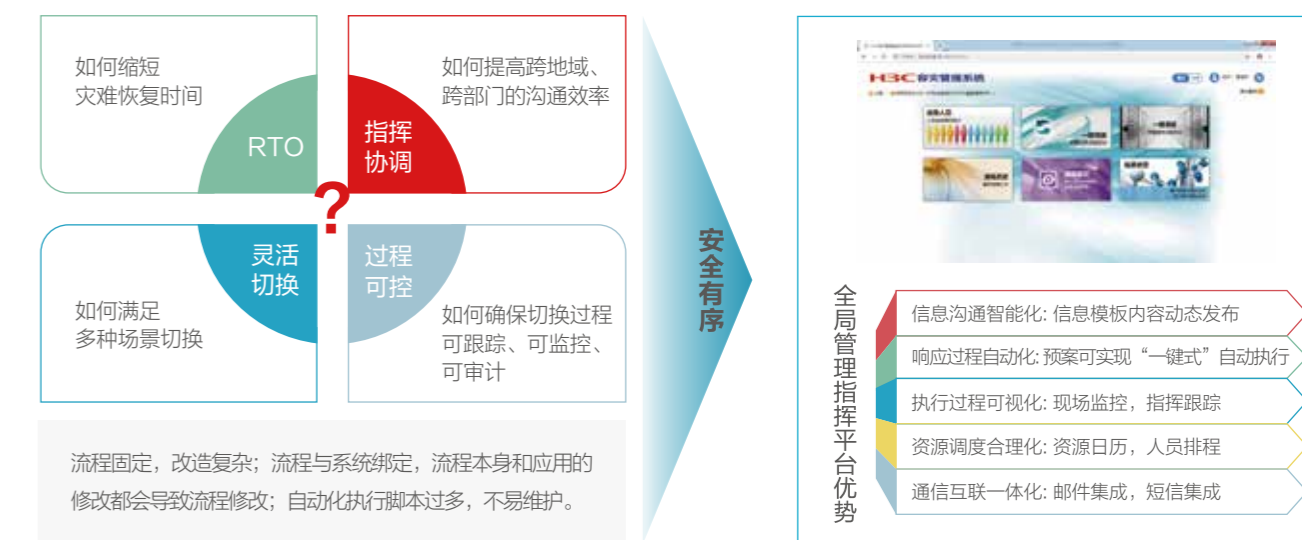 如何缩短
灾难恢复时间
RTO
如何提高跨地域、
跨部门的沟通效率
指挥
协调
?
灵活
切换
如何满足
多种场景切换
过程
可控
如何确保切换过程
可跟踪、可监控、
可审计
流程固定，改造复杂；流程与系统绑定，流程本身和应用的
修改都会导致流程修改；自动化执行脚本过多，不易维护。
安全有序
H3C 容灾管理系统
全局管理指挥平台优势
信息沟通智能化: 信息模板内容动态发布
响应过程自动化: 预案可实现“一键式”自动执行
执行过程可视化: 现场监控，指挥跟踪
资源调度合理化: 资源日历，人员排程
通信互联一体化: 邮件集成，短信集成